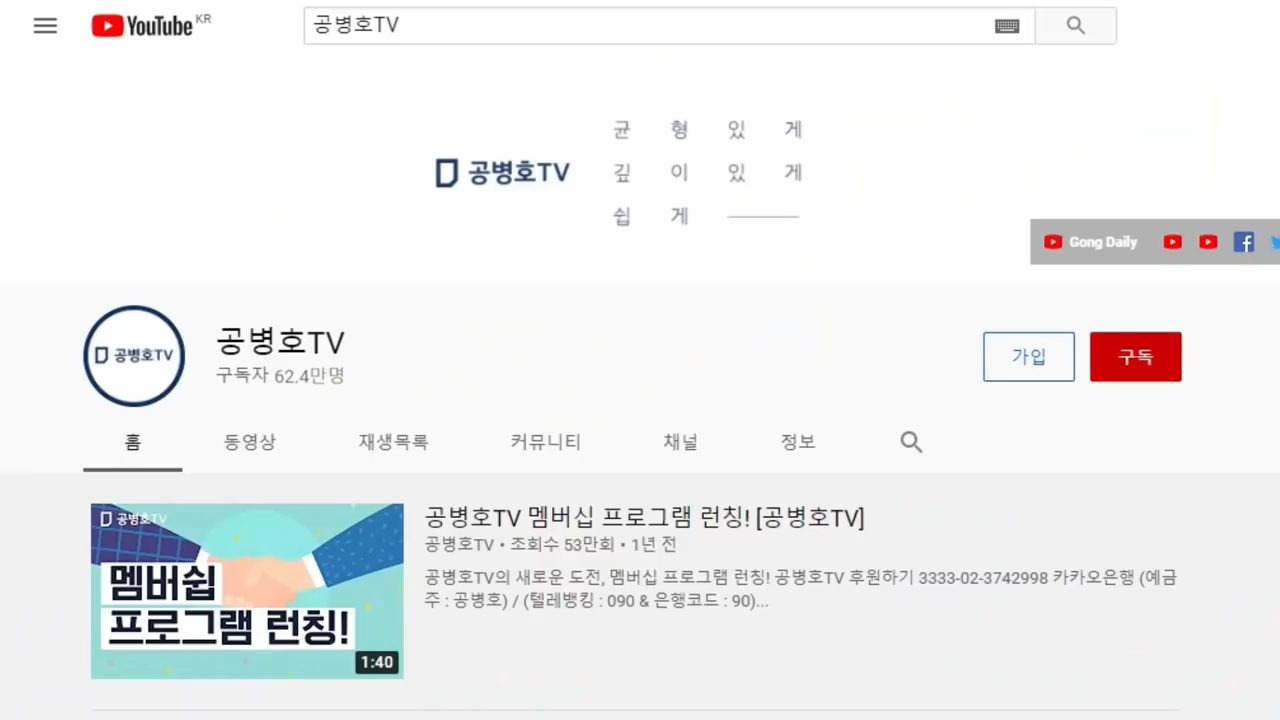 YouTube KR
공병호TV
균 형 있 게
공병호TV
깊 이 있 게
쉽 게
Gong Daily
공병호TV
공병호TV
구독자 62.4만명
가입
구독
홈
동영상
재생목록
커뮤니티
채널
정보
공병호TV
멤버쉽
프로그램 런칭!
1:40
공병호TV 멤버십 프로그램 런칭! [공병호TV]
공병호TV • 조회수 53만회 • 1년 전
공병호TV의 새로운 도전, 멤버십 프로그램 런칭! 공병호TV 후원하기 3333-02-3742998 카카오은행 (예금
주 : 공병호) / (텔레뱅킹 : 090 & 은행코드 : 90)...